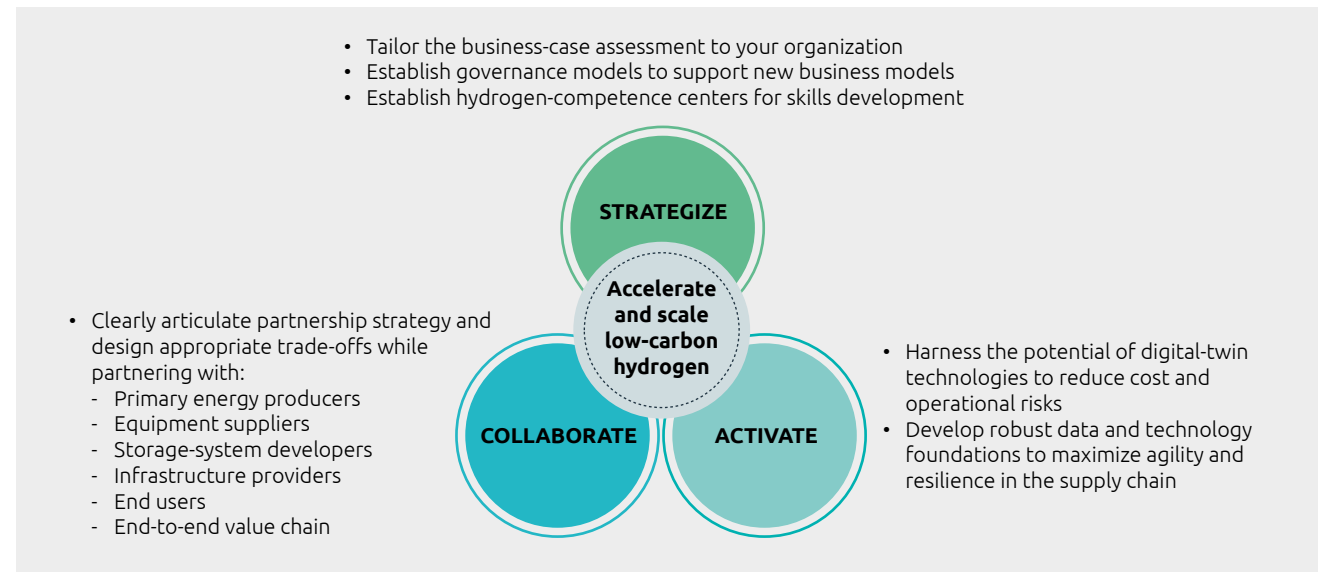 • Tailor the business-case assessment to your organization
• Establish governance models to support new business models
• Establish hydrogen-competence centers for skills development
STRATEGIZE
Accelerate
and scale
low-carbon
hydrogen
• Clearly articulate partnership strategy and
design appropriate trade-offs while
partnering with:
- Primary energy producers
- Equipment suppliers
- Storage-system developers
- Infrastructure providers
- End users
- End-to-end value chain
COLLABORATE
ACTIVATE
• Harness the potential of digital-twin
technologies to reduce cost and
operational risks
• Develop robust data and technology
foundations to maximize agility and
resilience in the supply chain